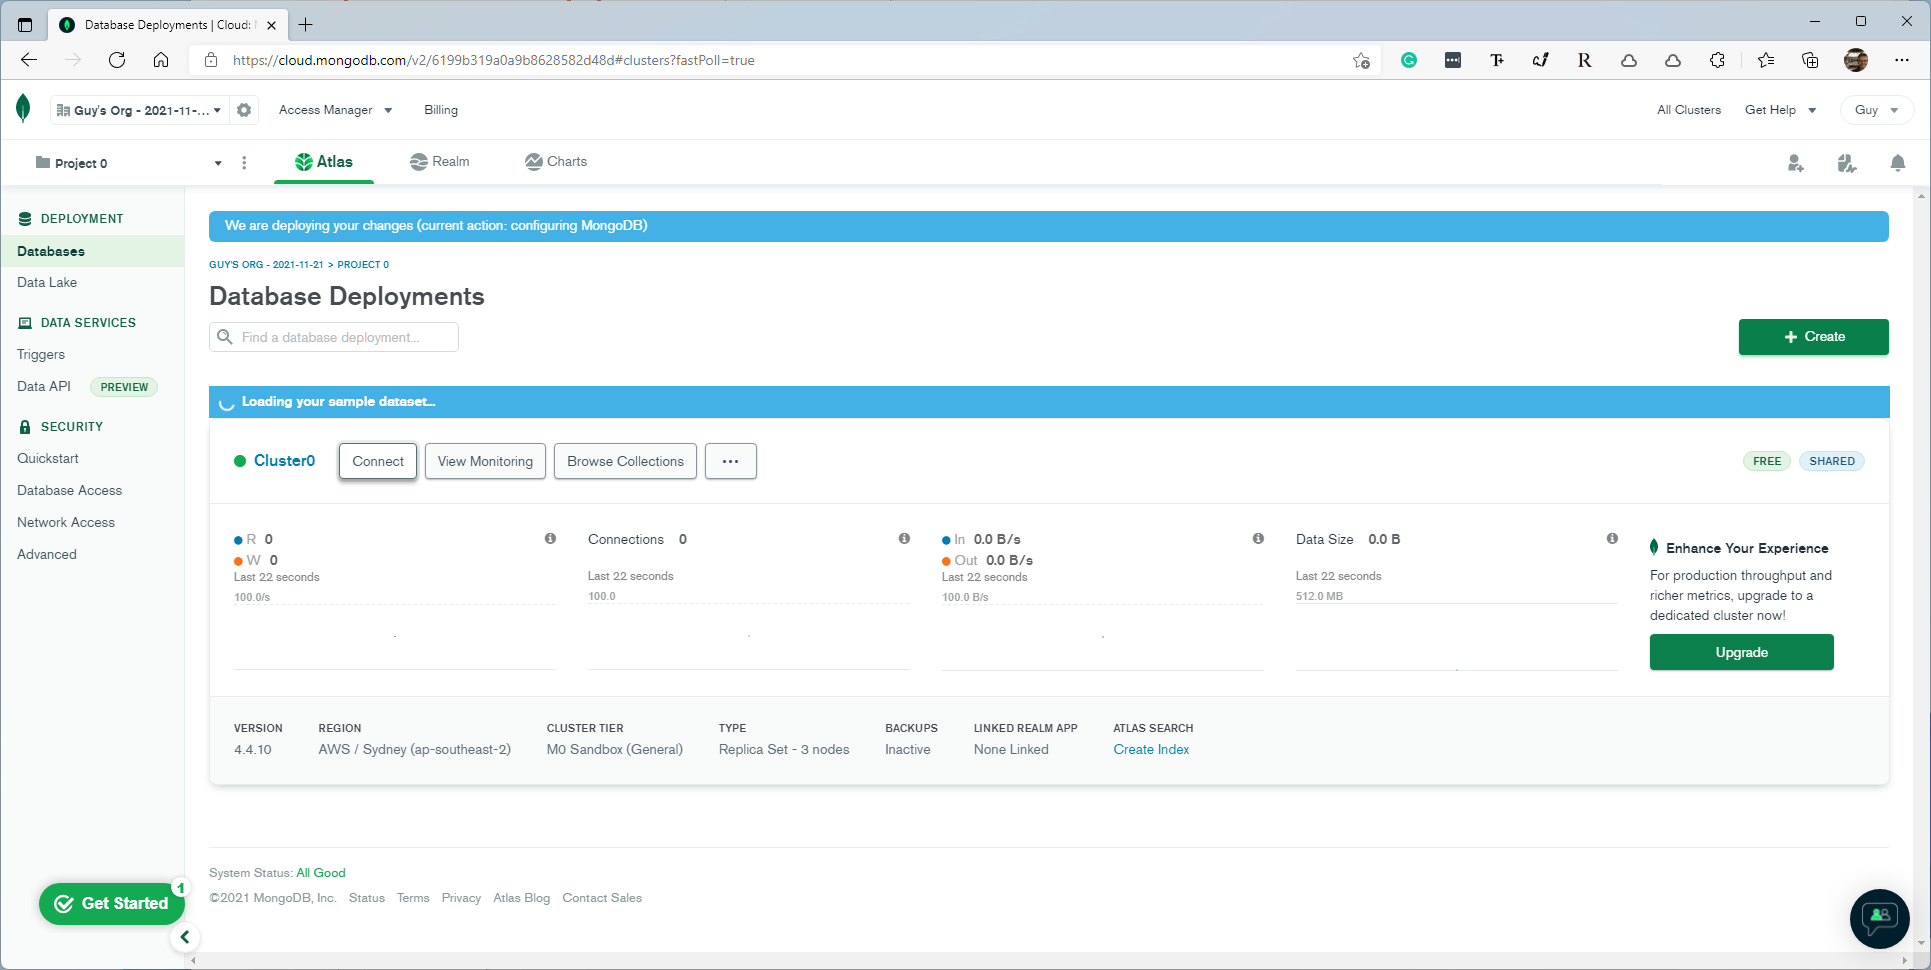 Database Deployments | Cloud:
https://cloud.mongodb.com/v2/6199b319a0a9b8628582d48d#clusters?fastPoll=true
Guy's Org - 2021-11-...
Access Manager
Billing
All Clusters
Get Help
Guy
Project 0
Atlas
Realm
Charts
DEPLOYMENT
Databases
Data Lake
DATA SERVICES
Triggers
Data API PREVIEW
SECURITY
Quickstart
Database Access
Network Access
Advanced
We are deploying your changes (current action: configuring MongoDB)
GUY'S ORG - 2021-11-21 > PROJECT 0
Database Deployments
Find a database deployment...
+ Create
Loading your sample dataset...
Cluster0
Connect
View Monitoring
Browse Collections
...
FREE
SHARED
R 0
W 0
Last 22 seconds
100.0/s
Connections 0
Last 22 seconds
100.0
In 0.0 B/s
Out 0.0 B/s
Last 22 seconds
100.0 B/s
Data Size 0.0 B
Last 22 seconds
512.0 MB
Enhance Your Experience
For production throughput and
richer metrics, upgrade to a
dedicated cluster now!
Upgrade
VERSION
4.4.10
REGION
AWS / Sydney (ap-southeast-2)
CLUSTER TIER
M0 Sandbox (General)
TYPE
Replica Set - 3 nodes
BACKUPS
Inactive
LINKED REALM APP
None Linked
ATLAS SEARCH
Create Index
System Status: All Good
©2021 MongoDB, Inc. Status Terms Privacy Atlas Blog Contact Sales
Get Started
1